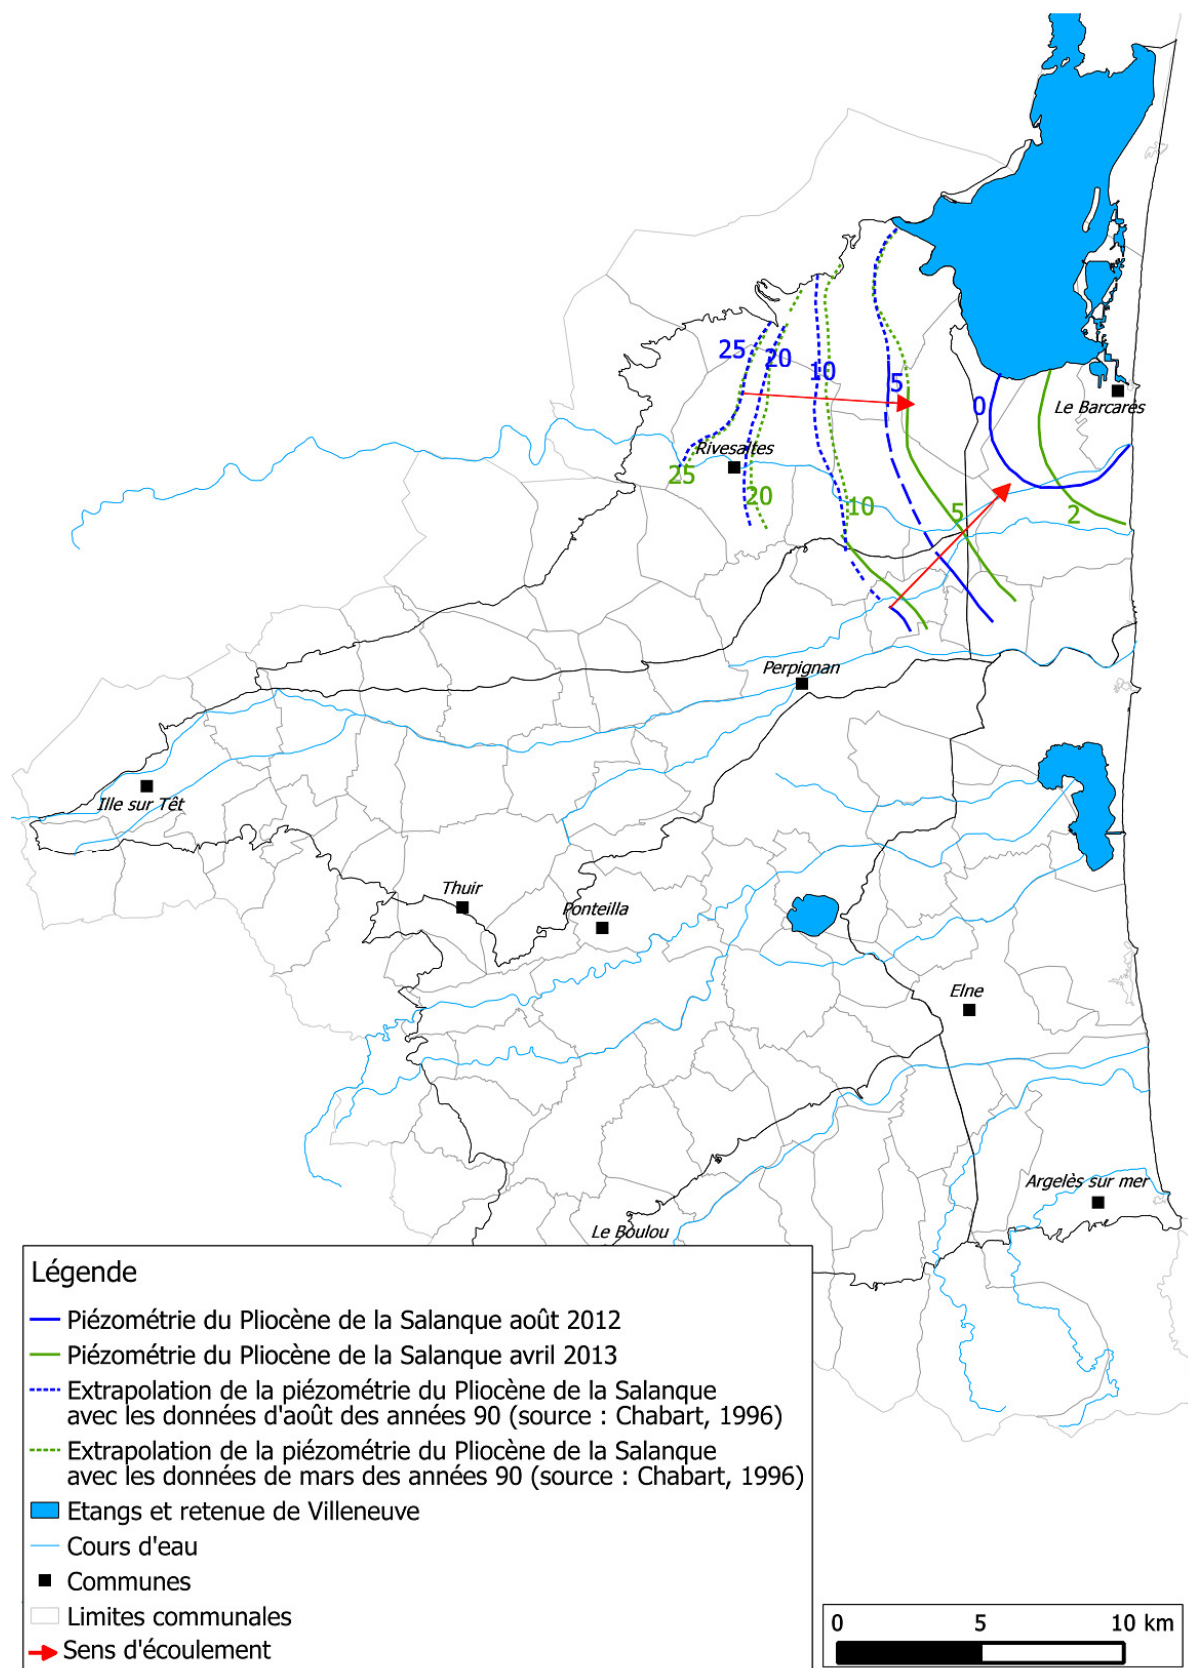 25
20
10
5
0
Le Barcarès
Rivesaltes
25
20
10
5
2
Perpignan
Ille sur Têt
Thuir
Ponteilla
Elne
Argelès sur mer
Le Boulou
Légende
Piézométrie du Pliocène de la Salanque août 2012
Piézométrie du Pliocène de la Salanque avril 2013
Extrapolation de la piézométrie du Pliocène de la Salanque
avec les données d'août des années 90 (source : Chabart, 1996)
Extrapolation de la piézométrie du Pliocène de la Salanque
avec les données de mars des années 90 (source : Chabart, 1996)
Etangs et retenue de Villeneuve
Cours d'eau
Communes
Limites communales
Sens d'écoulement
0 5 10 km